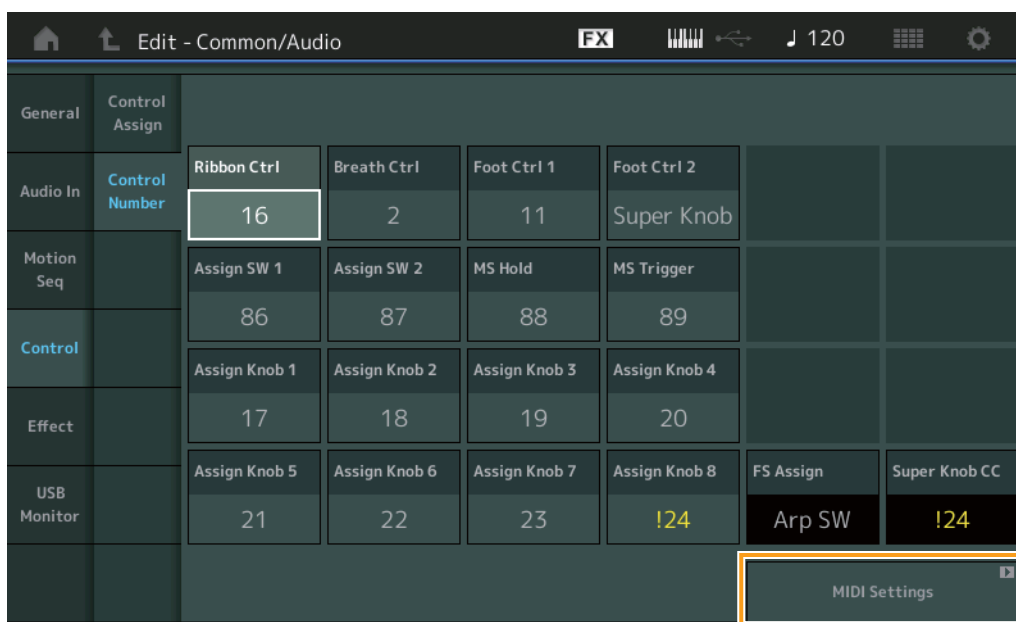 Edit - Common/Audio FX ♩ 120
General
Control
Assign
Audio In
Control
Number
Motion
Seq
Control
Effect
USB
Monitor
Ribbon Ctrl Breath Ctrl Foot Ctrl 1 Foot Ctrl 2
16 2 11 Super Knob
Assign SW 1 Assign SW 2 MS Hold MS Trigger
86 87 88 89
Assign Knob 1 Assign Knob 2 Assign Knob 3 Assign Knob 4
17 18 19 20
Assign Knob 5 Assign Knob 6 Assign Knob 7 Assign Knob 8 FS Assign Super Knob CC
21 22 23 !24 Arp SW !24
MIDI Settings